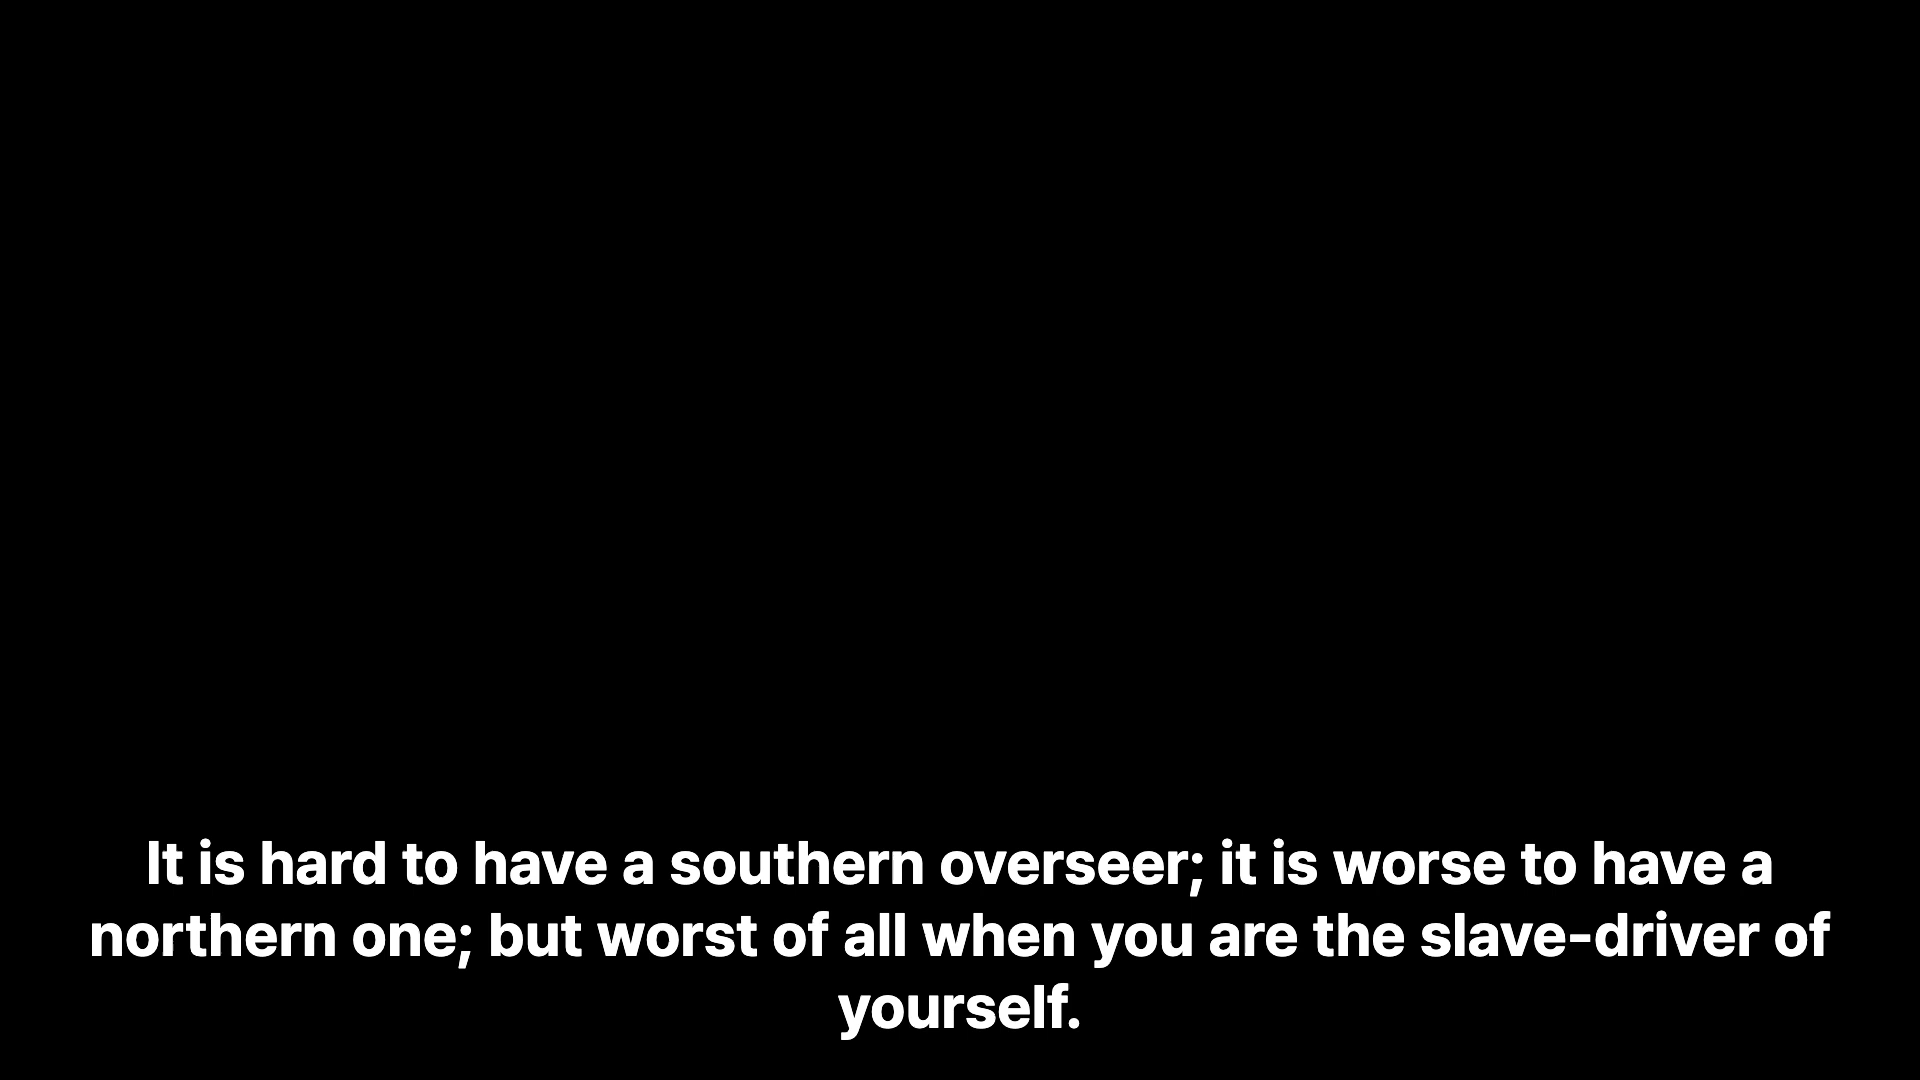 It is hard to have a southern overseer; it is worse to have a
northern one; but worst of all when you are the slave-driver of
yourself.